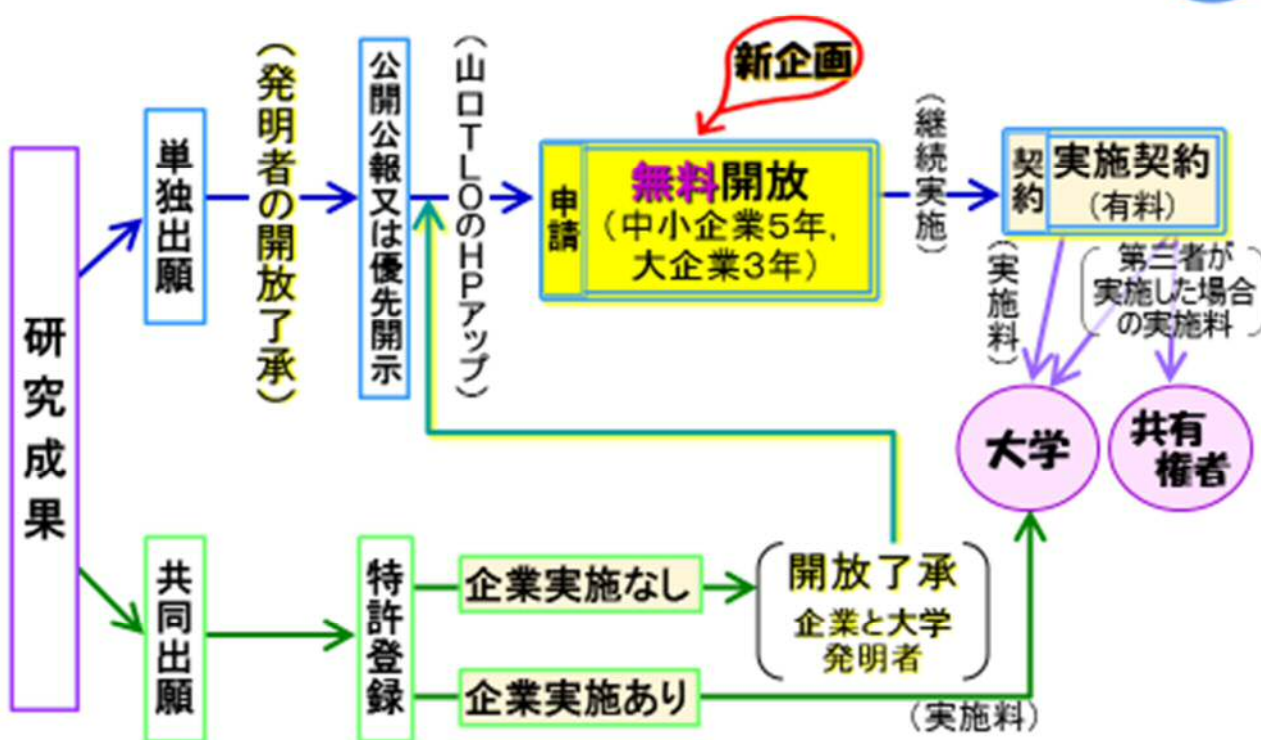 研究成果
単独出願
（発明者の開放了承）
公開公報又は優先開示
（山口TLOのHPアップ）
新企画
申請
無料開放
（中小企業5年，
大企業3年）
（継続実施）
契約
実施契約
（有料）
（実施料）
第三者が
実施した場合
の実施料
大学
共有
権者
共同出願
特許登録
企業実施なし
開放了承
企業と大学
発明者
企業実施あり
（実施料）